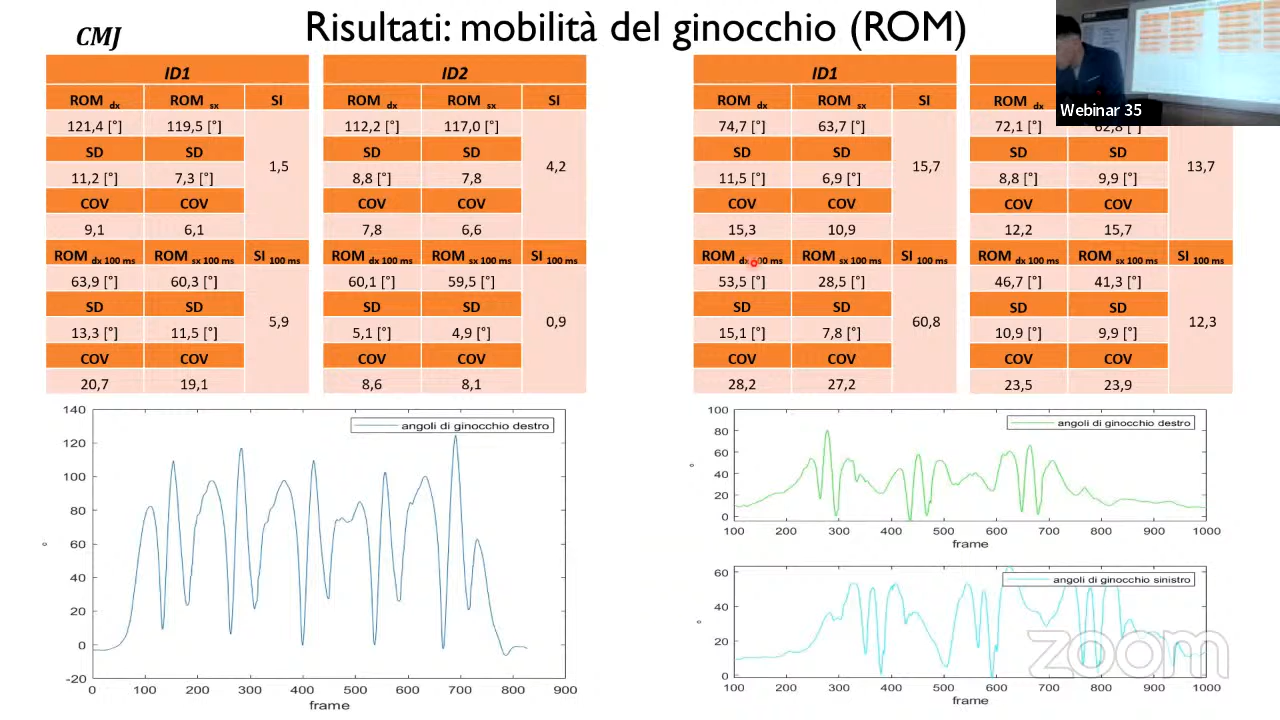 CMJ
Risultati: mobilità del ginocchio (ROM)
ID1
ROM dx ROM sx SI
121,4 [°] 119,5 [°]
SD SD
1,5
11,2 [°] 7,3 [°]
COV COV
9,1 6,1
ROM dx 100 ms ROM sx 100 ms SI 100 ms
63,9 [°] 60,3 [°]
SD SD
5,9
13,3 [°] 11,5 [°]
COV COV
20,7 19,1
ID2
ROM dx ROM sx SI
112,2 [°] 117,0 [°]
SD SD
4,2
8,8 [°] 7,8
COV COV
7,8 6,6
ROM dx 100 ms ROM sx 100 ms SI 100 ms
60,1 [°] 59,5 [°]
SD SD
0,9
5,1 [°] 4,9 [°]
COV COV
8,6 8,1
ID1
ROM dx ROM sx SI
74,7 [°] 63,7 [°]
SD SD
15,7
11,5 [°] 6,9 [°]
COV COV
15,3 10,9
ROM dx 100 ms ROM sx 100 ms SI 100 ms
53,5 [°] 28,5 [°]
SD SD
60,8
15,1 [°] 7,8 [°]
COV COV
28,2 27,2
Webinar 35
ROM dx
72,1 [°] 62,8 [°]
SD SD
13,7
8,8 [°] 9,9 [°]
COV COV
12,2 15,7
ROM dx 100 ms ROM sx 100 ms SI 100 ms
46,7 [°] 41,3 [°]
SD SD
12,3
10,9 [°] 9,9 [°]
COV COV
23,5 23,9
angoli di ginocchio destro
140
120
100
80
60
40
20
0
-20
°
0 100 200 300 400 500 600 700 800 900
frame
angoli di ginocchio destro
100
80
60
40
20
0
°
100 200 300 400 500 600 700 800 900 1000
frame
angoli di ginocchio sinistro
60
40
20
0
°
100 200 300 400 500 600 700 800 900 1000
frame
zoom